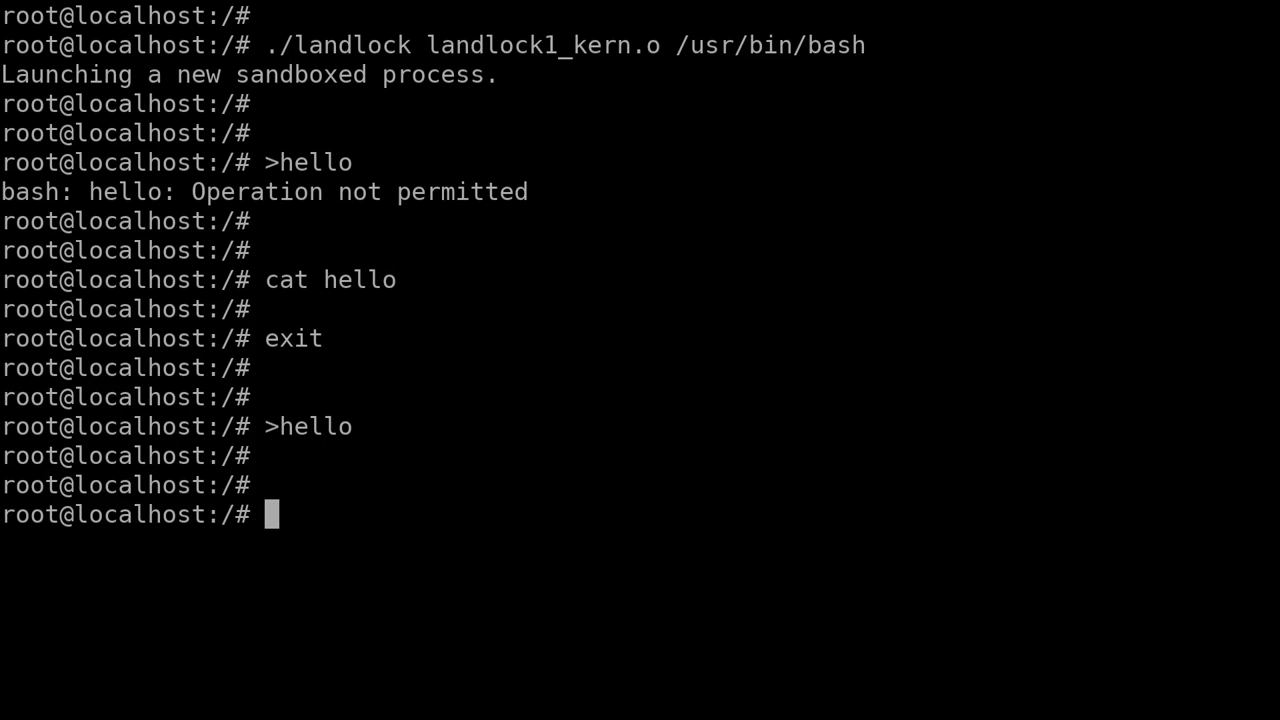 root@localhost:/#
root@localhost:/# ./landlock landlock1_kern.o /usr/bin/bash
Launching a new sandboxed process.
root@localhost:/#
root@localhost:/#
root@localhost:/# >hello
bash: hello: Operation not permitted
root@localhost:/#
root@localhost:/#
root@localhost:/# cat hello
root@localhost:/#
root@localhost:/# exit
root@localhost:/#
root@localhost:/#
root@localhost:/# >hello
root@localhost:/#
root@localhost:/#
root@localhost:/#